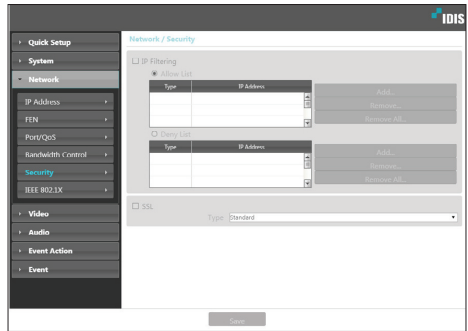 IDIS
Quick Setup
System
Network
IP Address
FEN
Port/QoS
Bandwidth Control
Security
IEEE 802.1X
Video
Audio
Event Action
Event
Network / Security
IP Filtering
Allow List
Type IP Address
Add...
Remove...
Remove All...
Deny List
Type IP Address
Add...
Remove...
Remove All...
SSL
Type Standard
Save